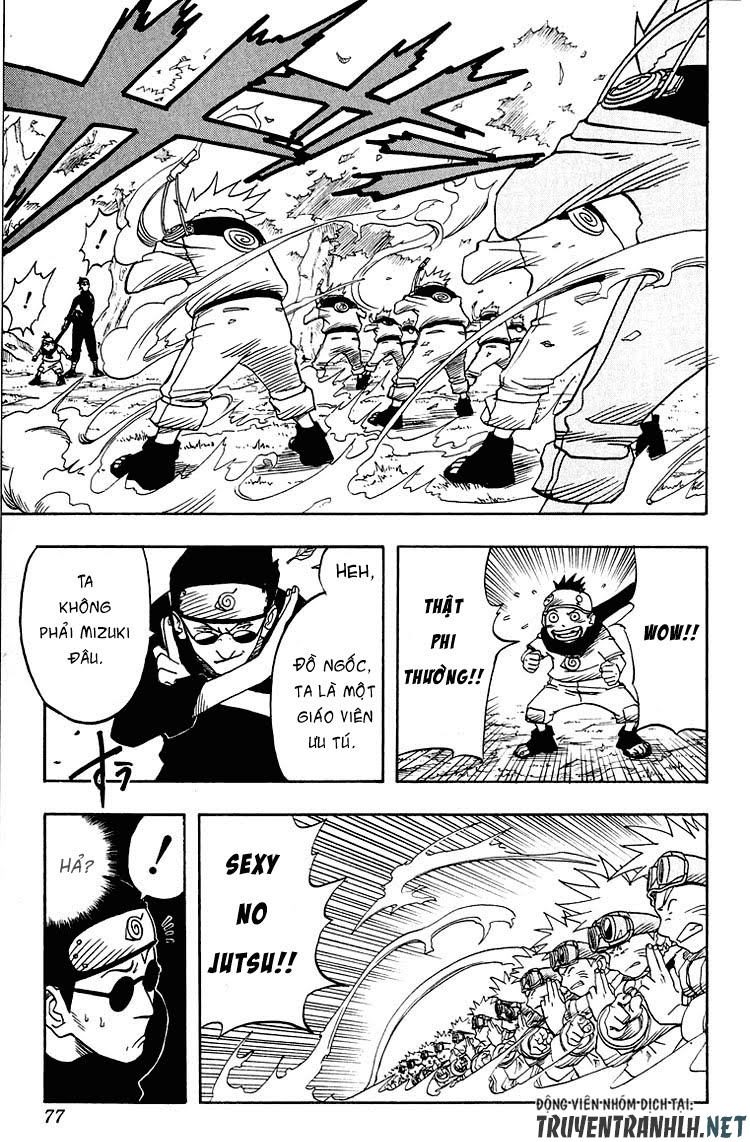 !
!
WOW!!
THẬT
PHI
THƯỜNG!!
HEH,
ĐỒ NGỐC,
TA LÀ MỘT
GIÁO VIÊN
ƯU TÚ.
TA
KHÔNG
PHẢI MIZUKI
ĐÂU.
SEXY
NO
JUTSU!!
!
HẢ?
77
ĐỘNG VIÊN NHÓM DỊCH TẠI:
TRUYENTRANHLH.NET